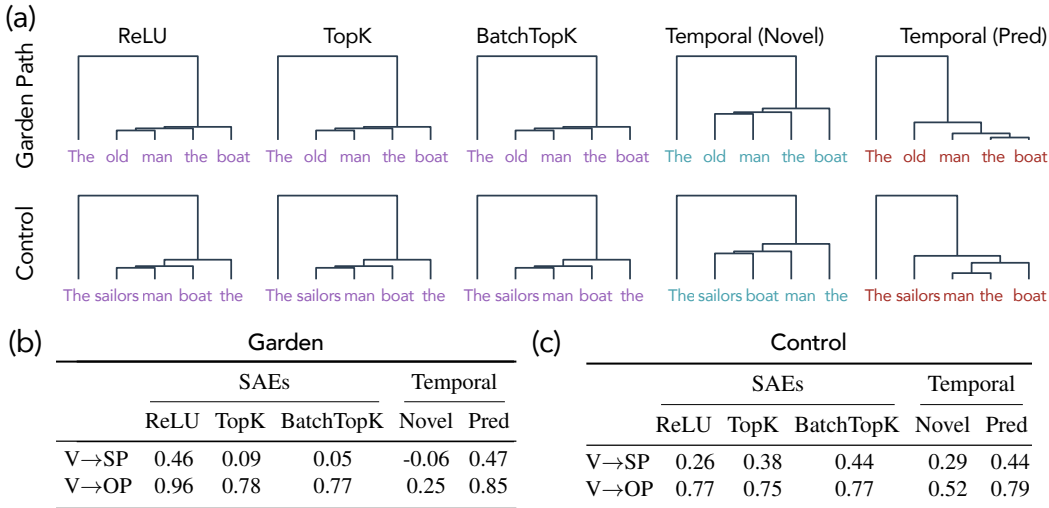 (a)
ReLU TopK BatchTopK Temporal (Novel) Temporal (Pred)
Garden Path
The old man the boat The old man the boat The old man the boat The old man the boat The old man the boat
Control
The sailors man boat the The sailors man boat the The sailors man boat the The sailors boat man the The sailors man the boat
(b) Garden
SAEs Temporal
ReLU TopK BatchTopK Novel Pred
V→SP 0.46 0.09 0.05 -0.06 0.47
V→OP 0.96 0.78 0.77 0.25 0.85
(c) Control
SAEs Temporal
ReLU TopK BatchTopK Novel Pred
V→SP 0.26 0.38 0.44 0.29 0.44
V→OP 0.77 0.75 0.77 0.52 0.79